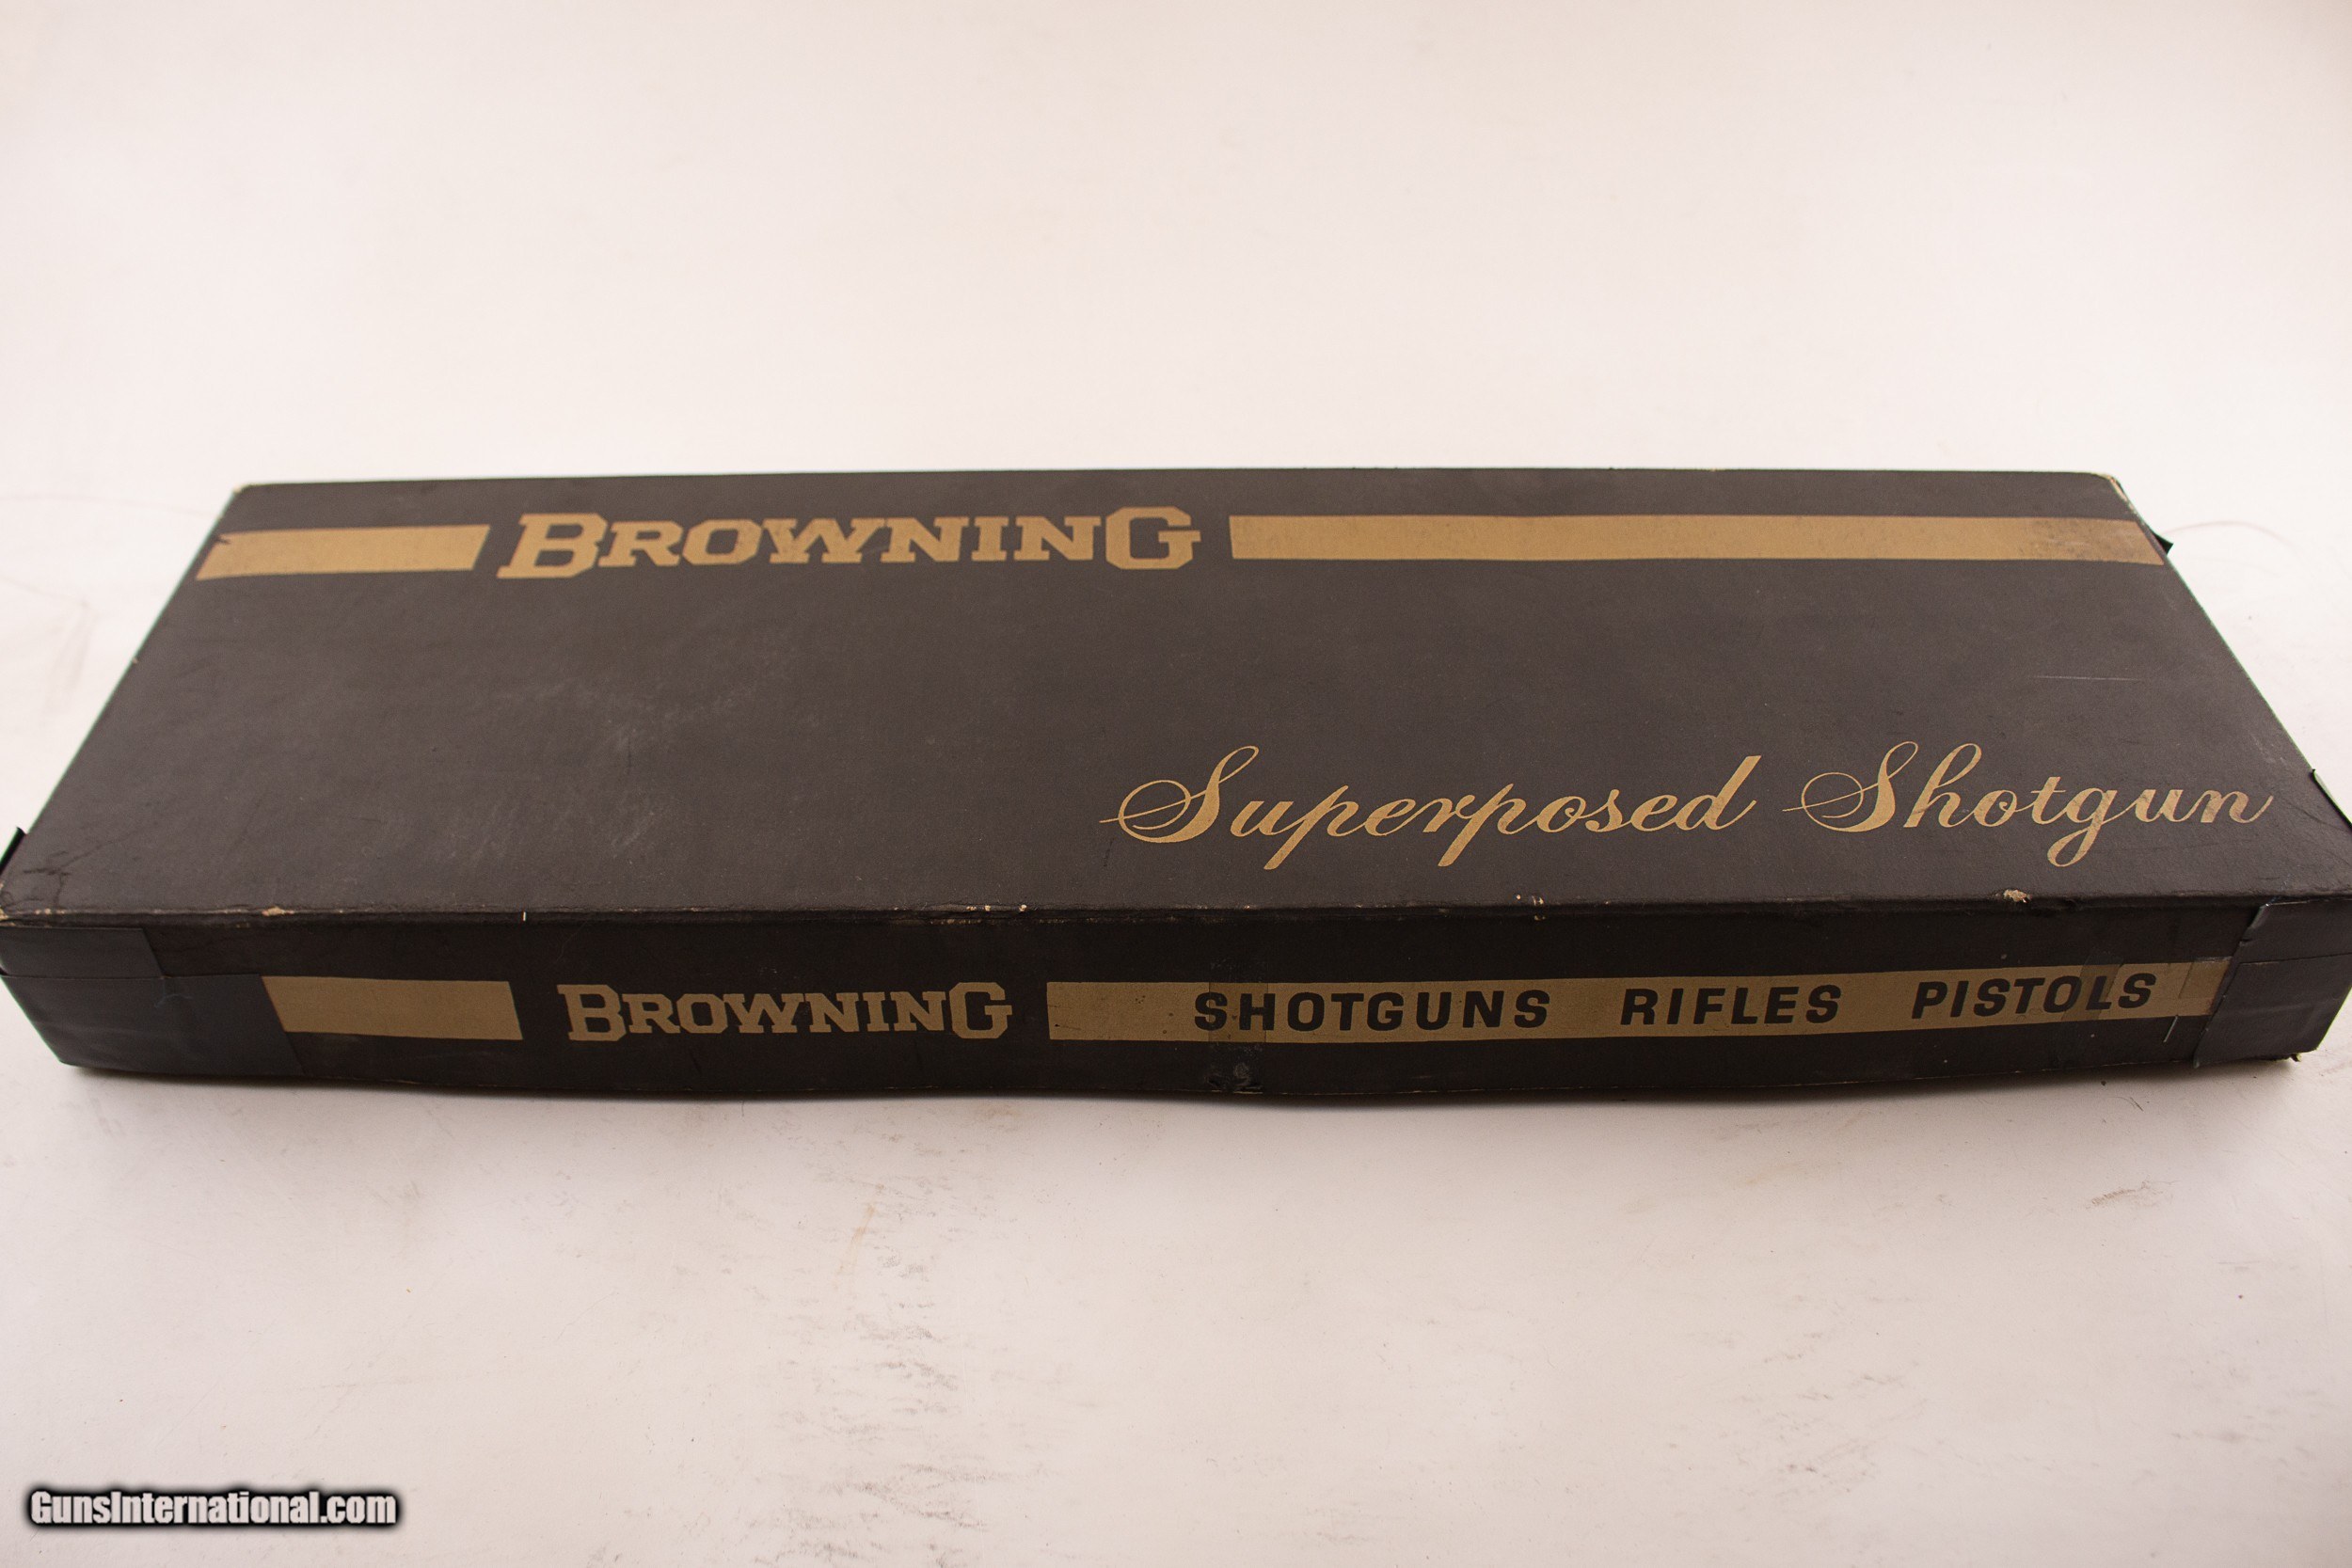 BROWNING
Superposed Shotgun
BROWNING SHOTGUNS RIFLES PISTOLS
GunsInternational.com